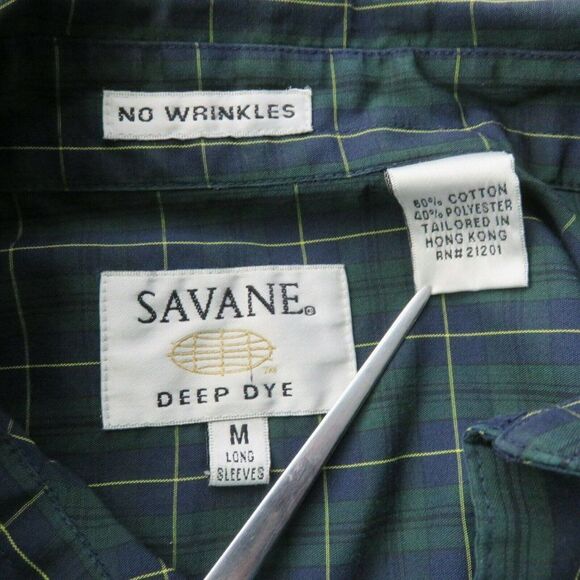 NO WRINKLES
60% COTTON
40% POLYESTER
TAILORED IN
HONG KONG
RN# 21201
SAVANE®
TM
DEEP DYE
M
LONG
SLEEVES